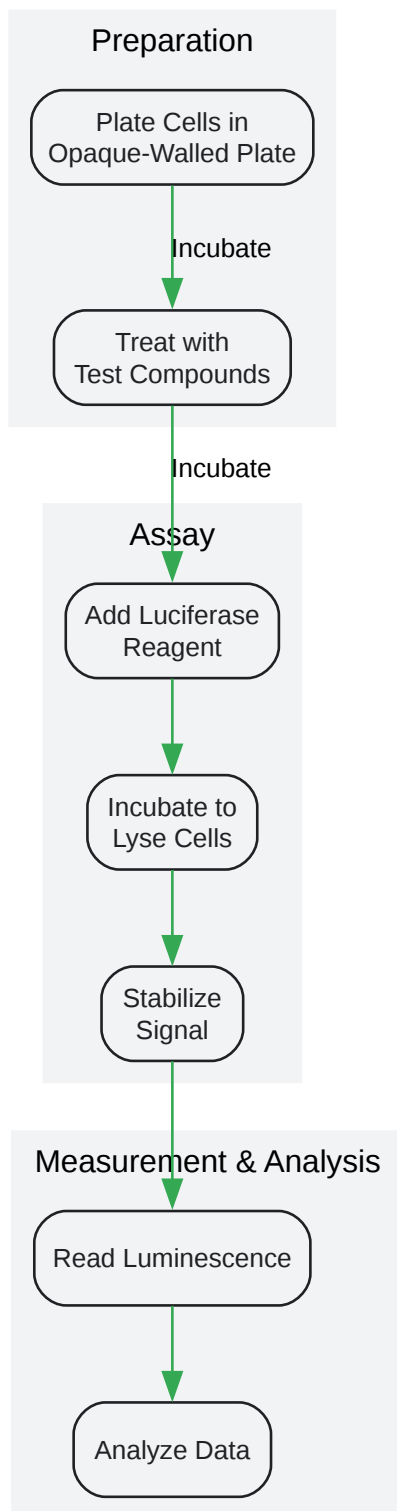 Preparation
Plate Cells in
Opaque-Walled Plate
Incubate
Treat with
Test Compounds
Incubate
Assay
Add Luciferase
Reagent
Incubate to
Lyse Cells
Stabilize
Signal
Measurement & Analysis
Read Luminescence
Analyze Data